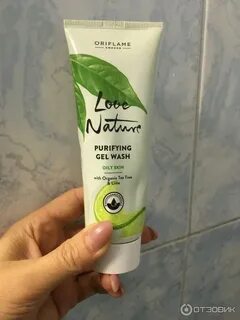 ORIFLAME
SWEDEN
Love
Nature
PURIFYING
GEL WASH
OILY SKIN
with Organic Tea Tree
& Lime
ОТЗОВИК